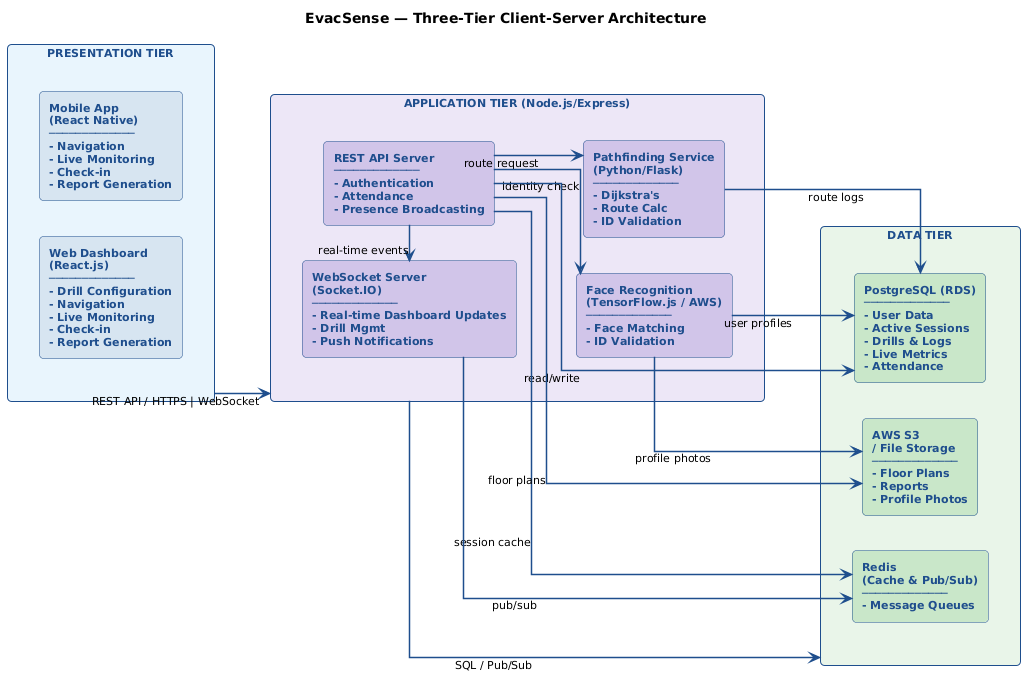 EvacSense — Three-Tier Client-Server Architecture
PRESENTATION TIER
Mobile App
(React Native)
- Navigation
- Live Monitoring
- Check-in
- Report Generation
Web Dashboard
(React.js)
- Drill Configuration
- Navigation
- Live Monitoring
- Check-in
- Report Generation
REST API / HTTPS | WebSocket
APPLICATION TIER (Node.js/Express)
REST API Server
- Authentication
- Attendance
- Presence Broadcasting
route request
identity check
Pathfinding Service
(Python/Flask)
- Dijkstra's
- Route Calc
- ID Validation
real-time events
WebSocket Server
(Socket.IO)
- Real-time Dashboard Updates
- Drill Mgmt
- Push Notifications
Face Recognition
(TensorFlow.js / AWS)
- Face Matching
- ID Validation
route logs
user profiles
read/write
profile photos
floor plans
session cache
pub/sub
SQL / Pub/Sub
DATA TIER
PostgreSQL (RDS)
- User Data
- Active Sessions
- Drills & Logs
- Live Metrics
- Attendance
AWS S3
/ File Storage
- Floor Plans
- Reports
- Profile Photos
Redis
(Cache & Pub/Sub)
- Message Queues